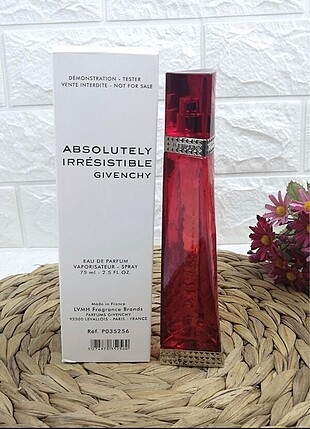 DÉMONSTRATION - TESTER
VENTE INTERDITE - NOT FOR SALE
ABSOLUTELY
IRRÉSISTIBLE
GIVENCHY
EAU DE PARFUM
VAPORISATEUR - SPRAY
75 ml - 2.5 FL.OZ.
Made in France
LVMH Fragrance Brands
PARFUMS GIVENCHY
92300 LEVALLOIS - PARIS - FRANCE
Réf. P035256